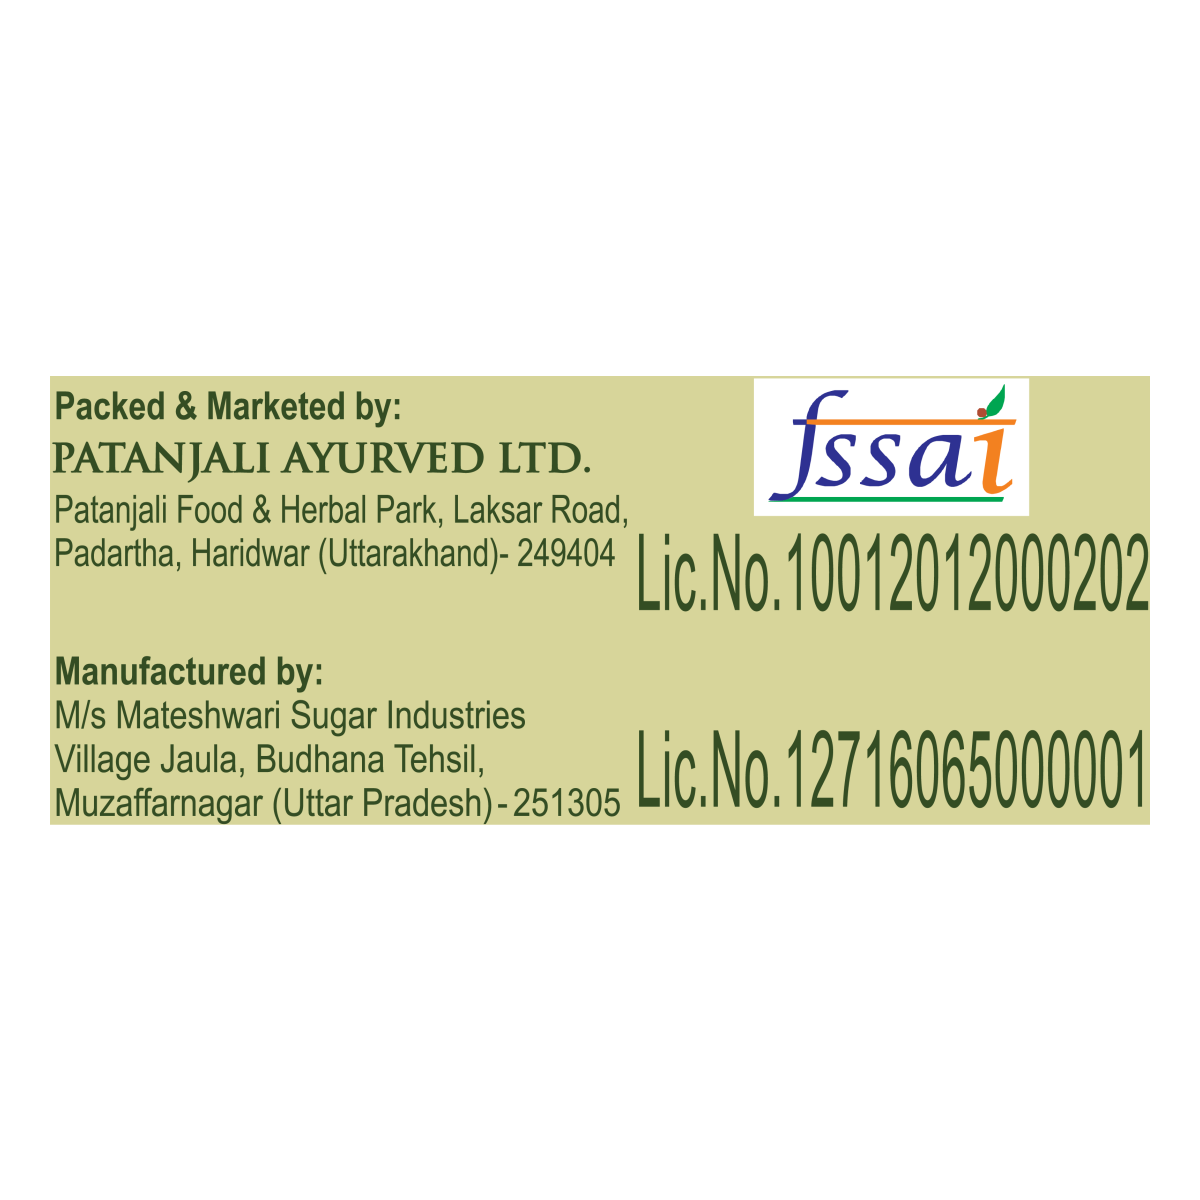 Packed & Marketed by:
PATANJALI AYURVED LTD.
Patanjali Food & Herbal Park, Laksar Road,
Padartha, Haridwar (Uttarakhand)- 249404
fssai
Lic.No.10012012000202
Manufactured by:
M/s Mateshwari Sugar Industries
Village Jaula, Budhana Tehsil,
Muzaffarnagar (Uttar Pradesh) - 251305
Lic.No.12716065000001